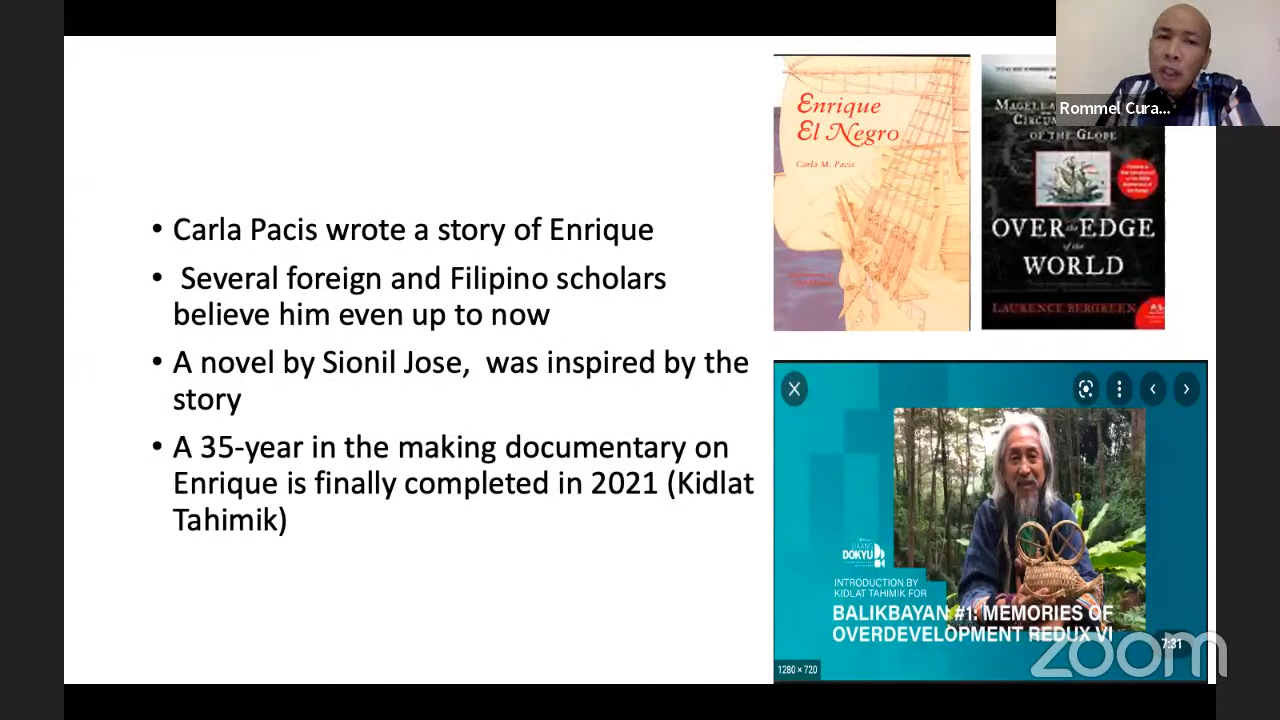 Rommel Cura...
• Carla Pacis wrote a story of Enrique
• Several foreign and Filipino scholars
believe him even up to now
• A novel by Sionil Jose, was inspired by the
story
• A 35-year in the making documentary on
Enrique is finally completed in 2021 (Kidlat
Tahimik)
Enrique
El Negro
Carla M. Pacis
OF THE GLOBE
OVER the EDGE
of the
WORLD
LAURENCE BERGREEN
DOKYU
INTRODUCTION BY
KIDLAT TAHIMIK FOR
BALIKBAYAN #1: MEMORIES OF
OVERDEVELOPMENT REDUX VI
7:31
zoom
1280 × 720